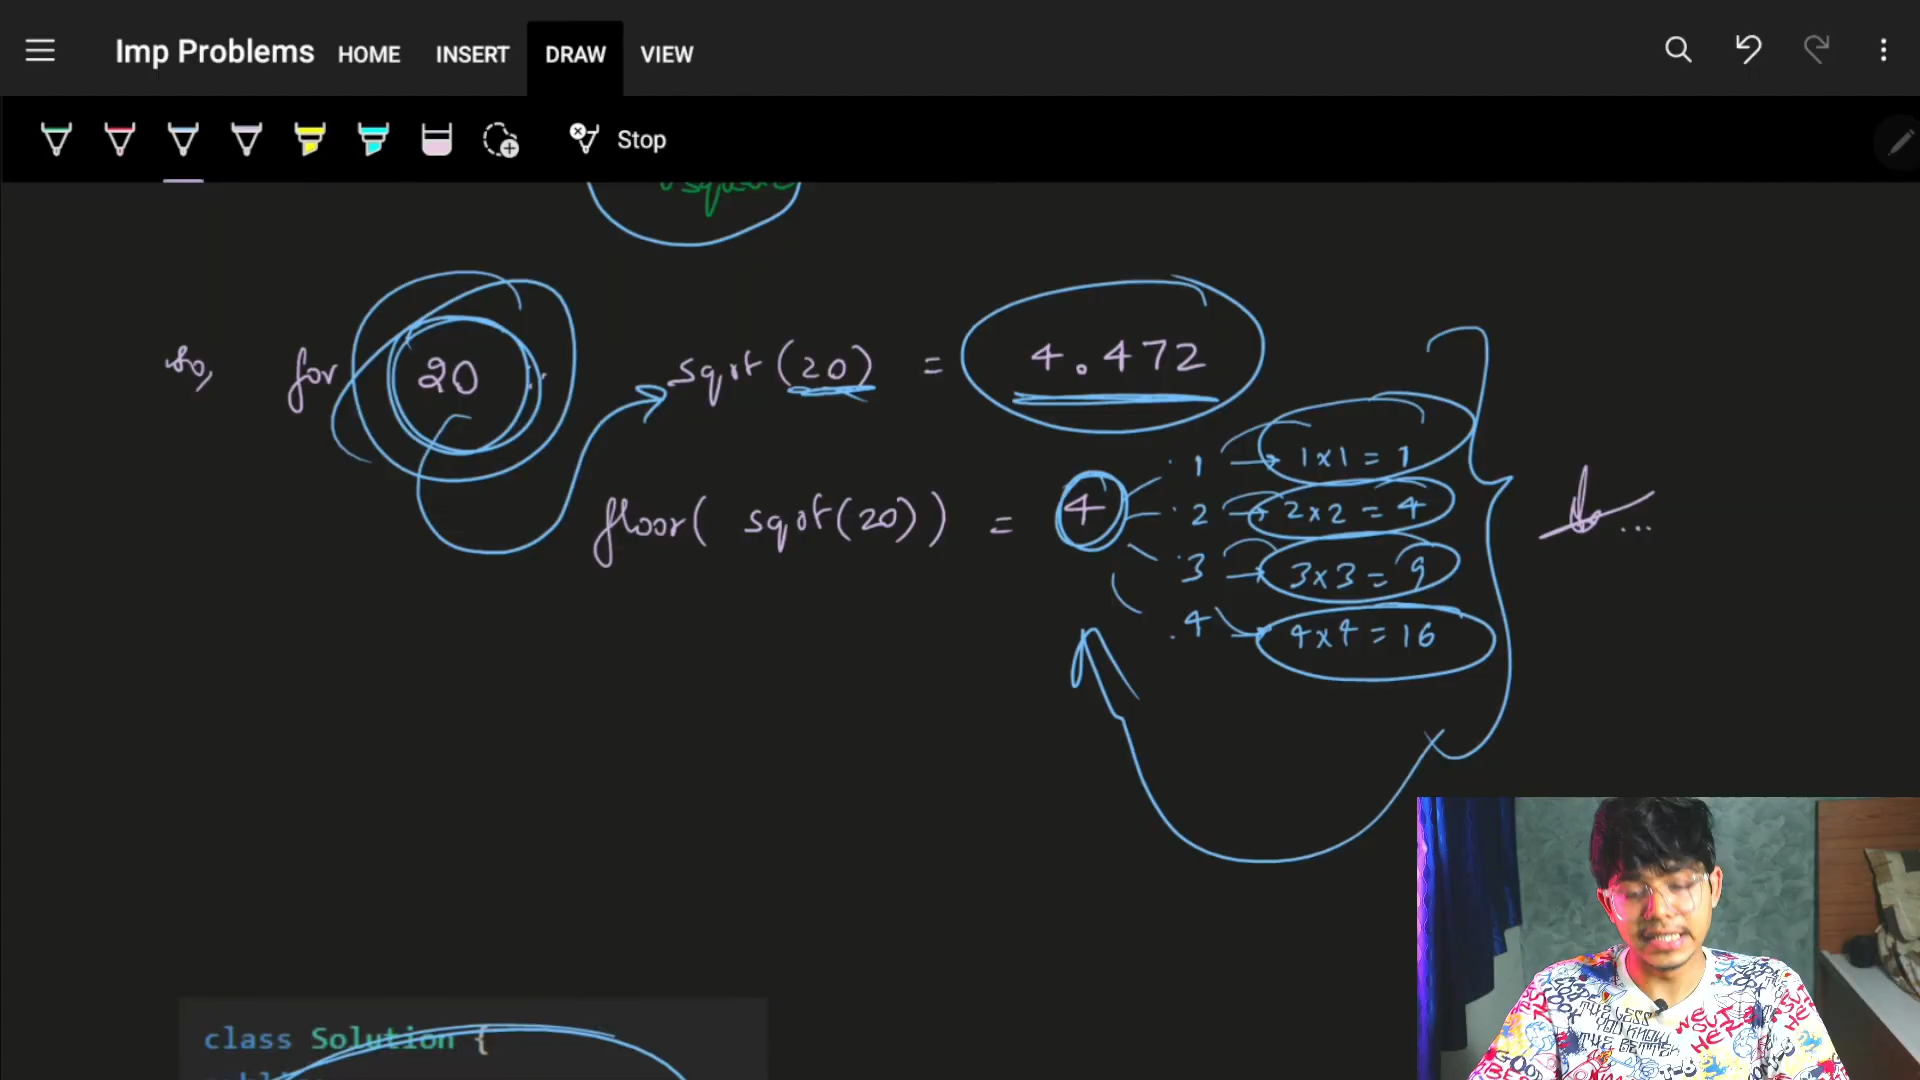 Imp Problems HOME INSERT DRAW VIEW
Stop
so, for 20 sqrt (20) = 4.472
floor( sqrt(20)) = 4
1 → 1x1 = 1
2 → 2x2 = 4
3 → 3x3 = 9
4 → 4x4 = 16
class Solution {